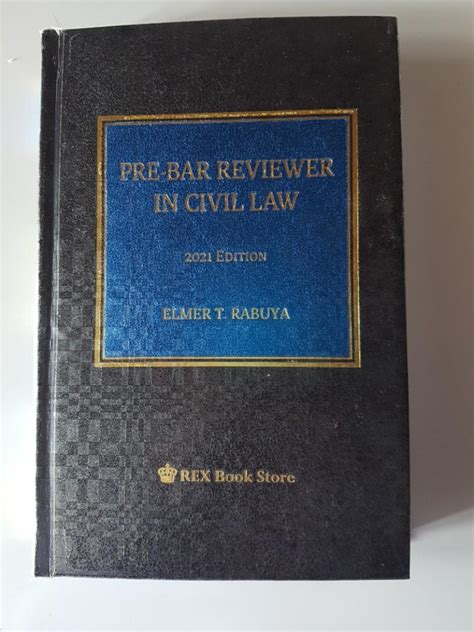 PRE-BAR REVIEWER
IN CIVIL LAW
2021 EDITION
ELMER T. RABUYA
REX Book Store